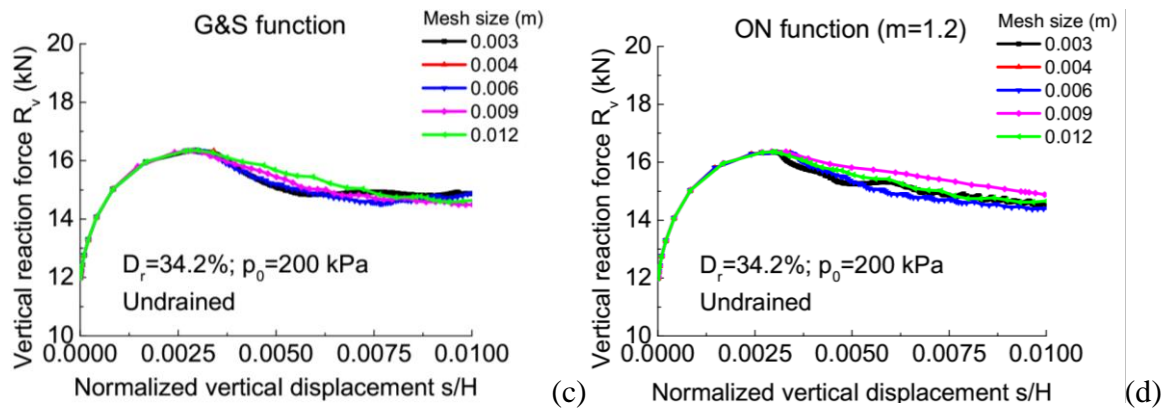 G&S function
Mesh size (m)
0.003
0.004
0.006
0.009
0.012
Vertical reaction force R_v (kN)
20
18
16
14
12
10
D_r=34.2%; p_0=200 kPa
Undrained
0.0000 0.0025 0.0050 0.0075 0.0100
Normalized vertical displacement s/H
(c)
ON function (m=1.2)
Mesh size (m)
0.003
0.004
0.006
0.009
0.012
Vertical reaction force R_v (kN)
20
18
16
14
12
10
D_r=34.2%; p_0=200 kPa
Undrained
0.0000 0.0025 0.0050 0.0075 0.0100
Normalized vertical displacement s/H
(d)